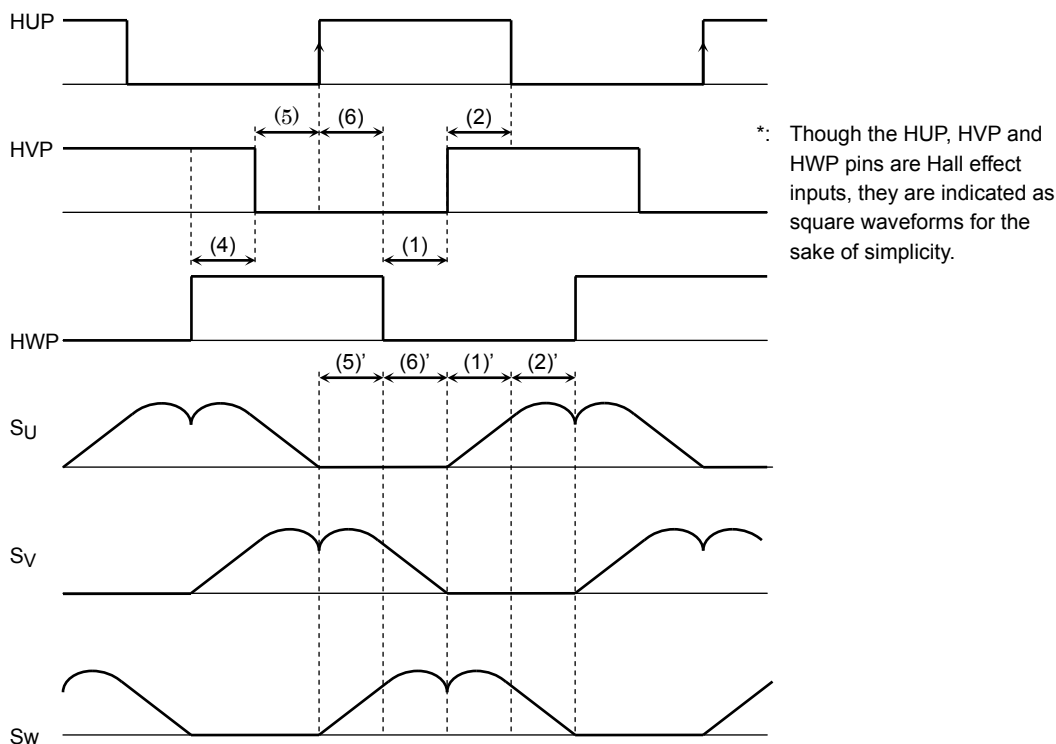 HUP
(5) (6) (2)
HVP
*: Though the HUP, HVP and
HWP pins are Hall effect
inputs, they are indicated as
square waveforms for the
sake of simplicity.
(4) (1)
HWP
(5)’ (6)’ (1)’ (2)’
SU
SV
Sw